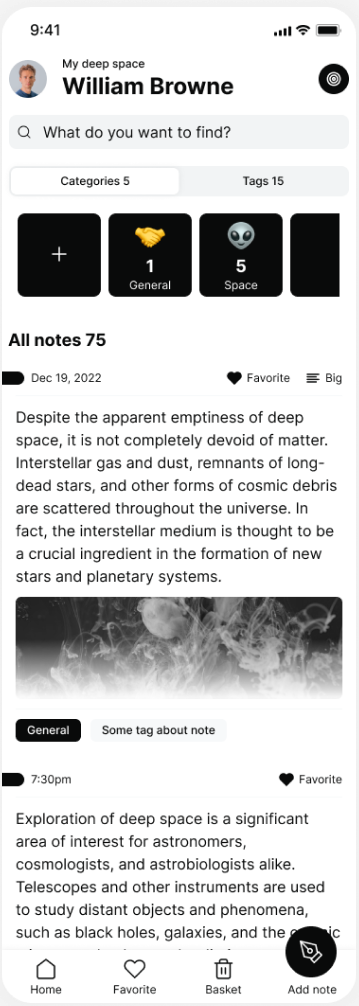 9:41
My deep space
William Browne
What do you want to find?
Categories 5
Tags 15
+
1
General
5
Space
All notes 75
Dec 19, 2022
Favorite
Big
Despite the apparent emptiness of deep
space, it is not completely devoid of matter.
Interstellar gas and dust, remnants of long-
dead stars, and other forms of cosmic debris
are scattered throughout the universe. In
fact, the interstellar medium is thought to be
a crucial ingredient in the formation of new
stars and planetary systems.
General
Some tag about note
7:30pm
Favorite
Exploration of deep space is a significant
area of interest for astronomers,
cosmologists, and astrobiologists alike.
Telescopes and other instruments are used
to study distant objects and phenomena,
such as black holes, galaxies, and the
Home
Favorite
Basket
Add note